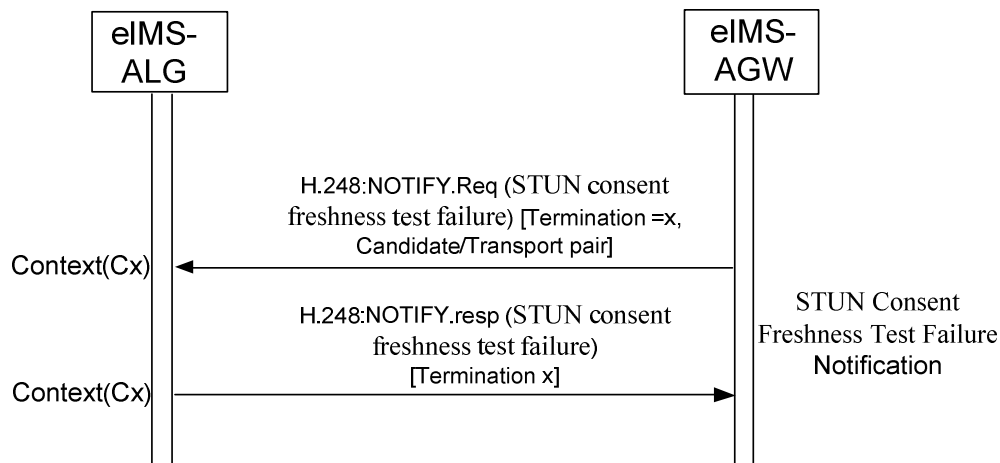 eIMS-
ALG
eIMS-
AGW
H.248:NOTIFY.Req (STUN consent
freshness test failure) [Termination =x,
Candidate/Transport pair]
Context(Cx)
H.248:NOTIFY.resp (STUN consent
freshness test failure)
[Termination x]
Context(Cx)
STUN Consent
Freshness Test Failure
Notification